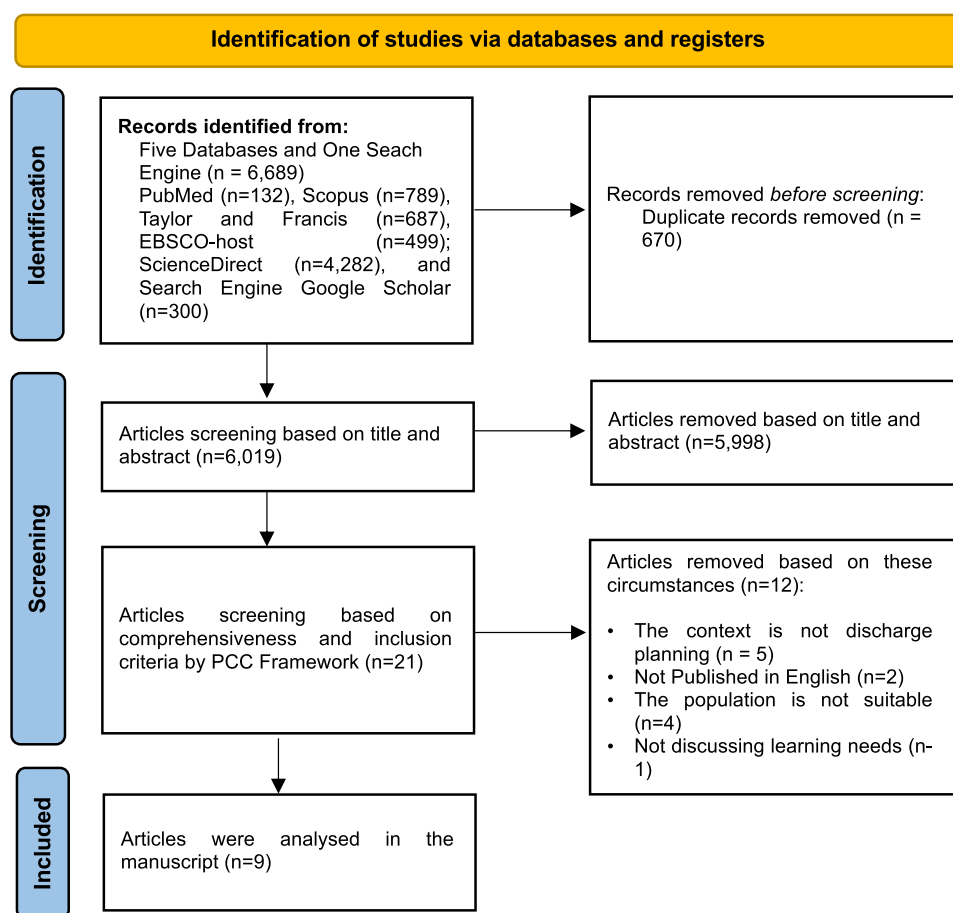 Identification of studies via databases and registers
Identification
Records identified from:
Five Databases and One Seach
Engine (n = 6,689)
PubMed (n=132), Scopus (n=789),
Taylor and Francis (n=687),
EBSCO-host (n=499);
ScienceDirect (n=4,282), and
Search Engine Google Scholar
(n=300)
Records removed before screening:
Duplicate records removed (n =
670)
Screening
Articles screening based on title and
abstract (n=6,019)
Articles removed based on title and
abstract (n=5,998)
Articles screening based on
comprehensiveness and inclusion
criteria by PCC Framework (n=21)
Articles removed based on these
circumstances (n=12):
• The context is not discharge
planning (n = 5)
• Not Published in English (n=2)
• The population is not suitable
(n=4)
• Not discussing learning needs (n-
1)
Included
Articles were analysed in the
manuscript (n=9)